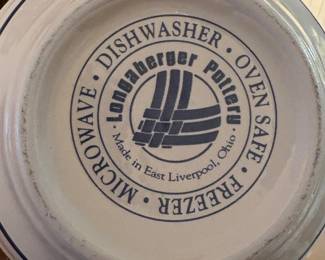 MICROWAVE · DISHWASHER · OVEN SAFE · FREEZER ·
Longaberger Pottery
· Made in East Liverpool, Ohio ·